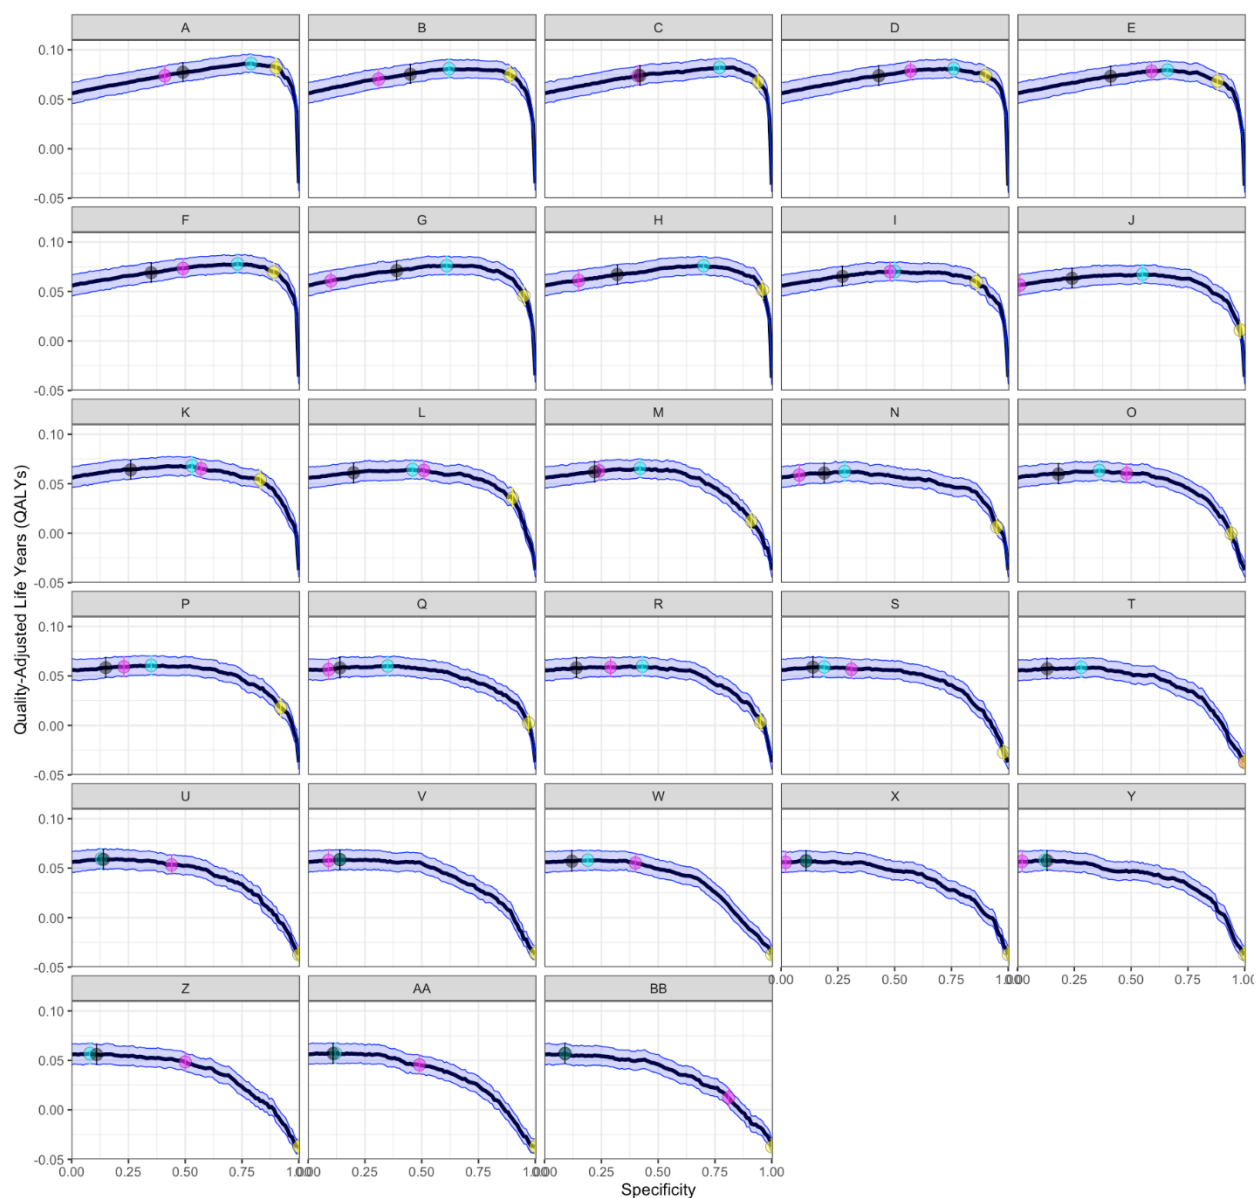 A B C D E
0.10
0.05
0.00
-0.05
F G H I J
0.10
0.05
0.00
-0.05
K L M N O
0.10
0.05
0.00
-0.05
P Q R S T
0.10
0.05
0.00
-0.05
U V W X Y
0.10
0.05
0.00
-0.05
0.00 0.25 0.50 0.75 1.00 0.00 0.25 0.50 0.75 1.00
Z AA BB
0.10
0.05
0.00
-0.05
0.00 0.25 0.50 0.75 1.00 0.00 0.25 0.50 0.75 1.00 0.00 0.25 0.50 0.75 1.00
Specificity
Quality-Adjusted Life Years (QALYs)